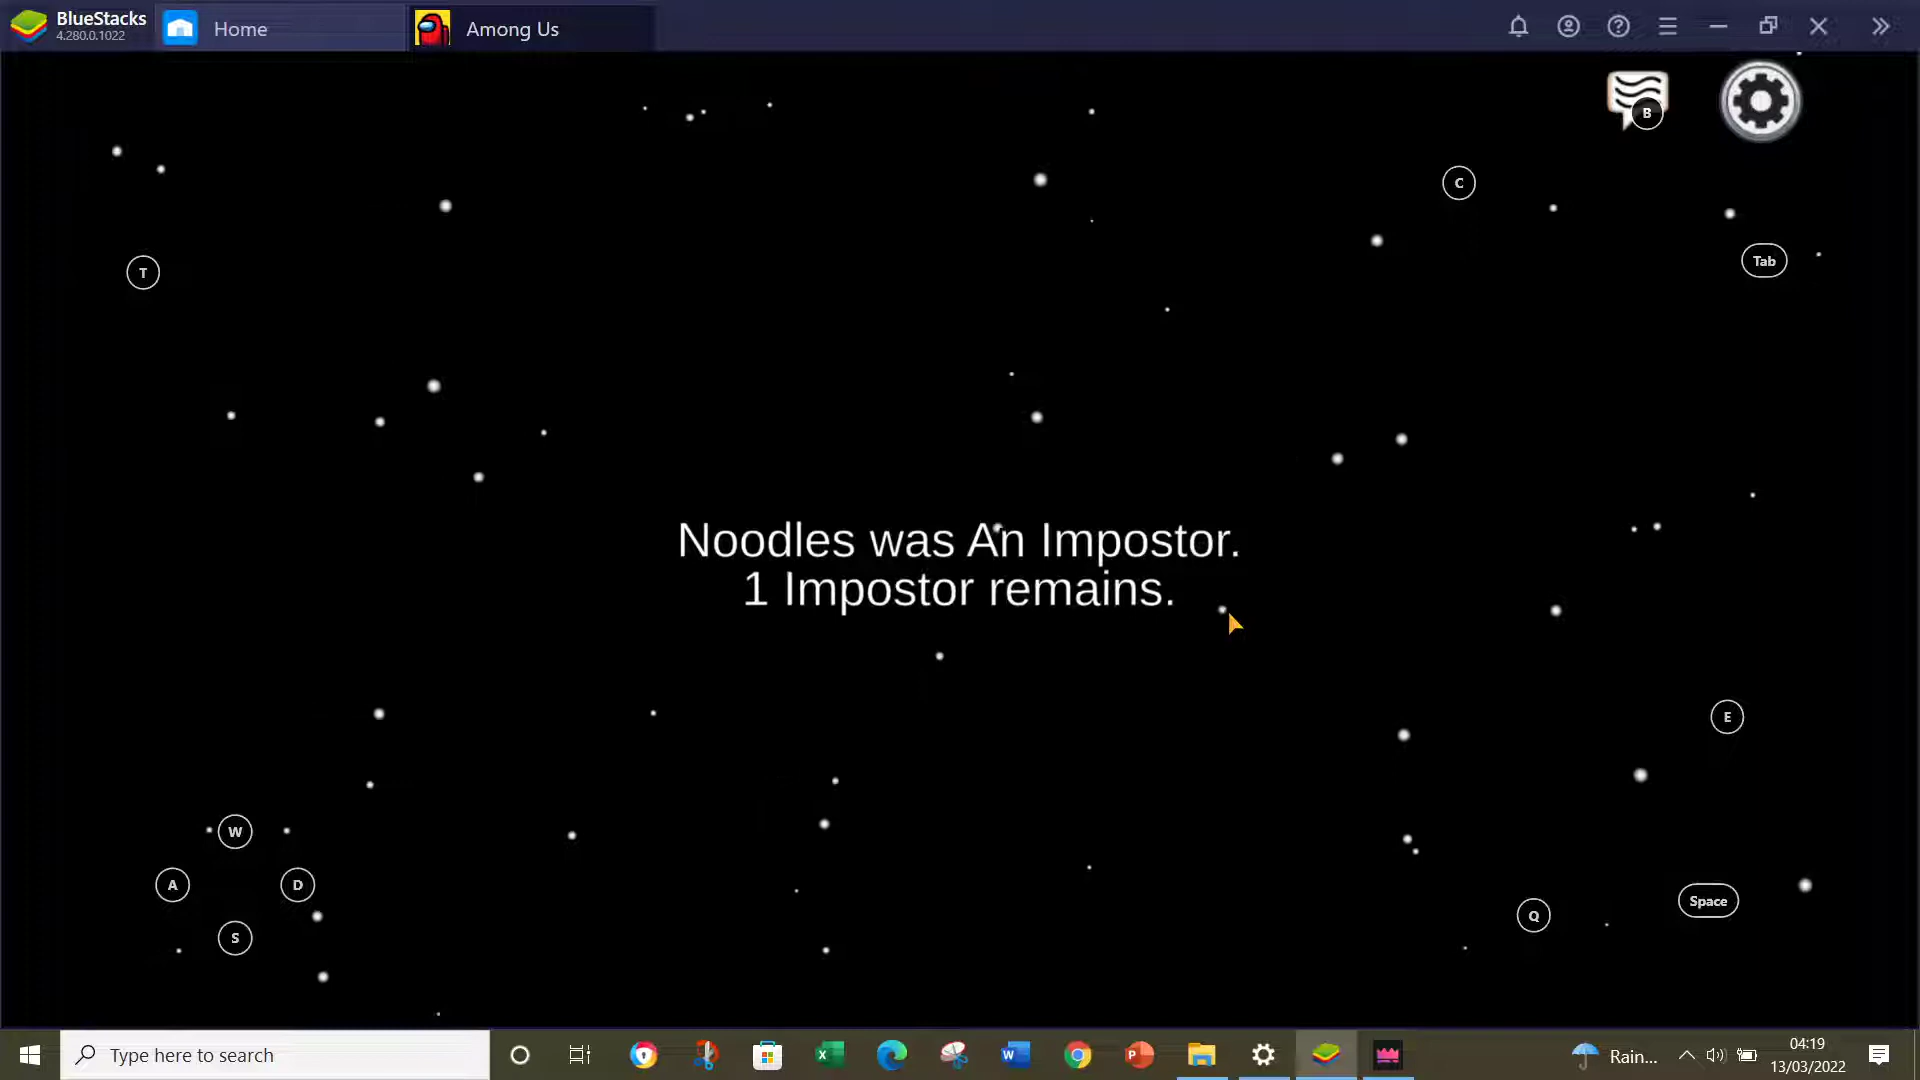 BlueStacks
4.280.0.1022
Home
Among Us
B
C
T
Tab
Noodles was An Impostor.
1 Impostor remains.
E
W
A
D
S
Q
Space
Type here to search
Rain...
04:19
13/03/2022